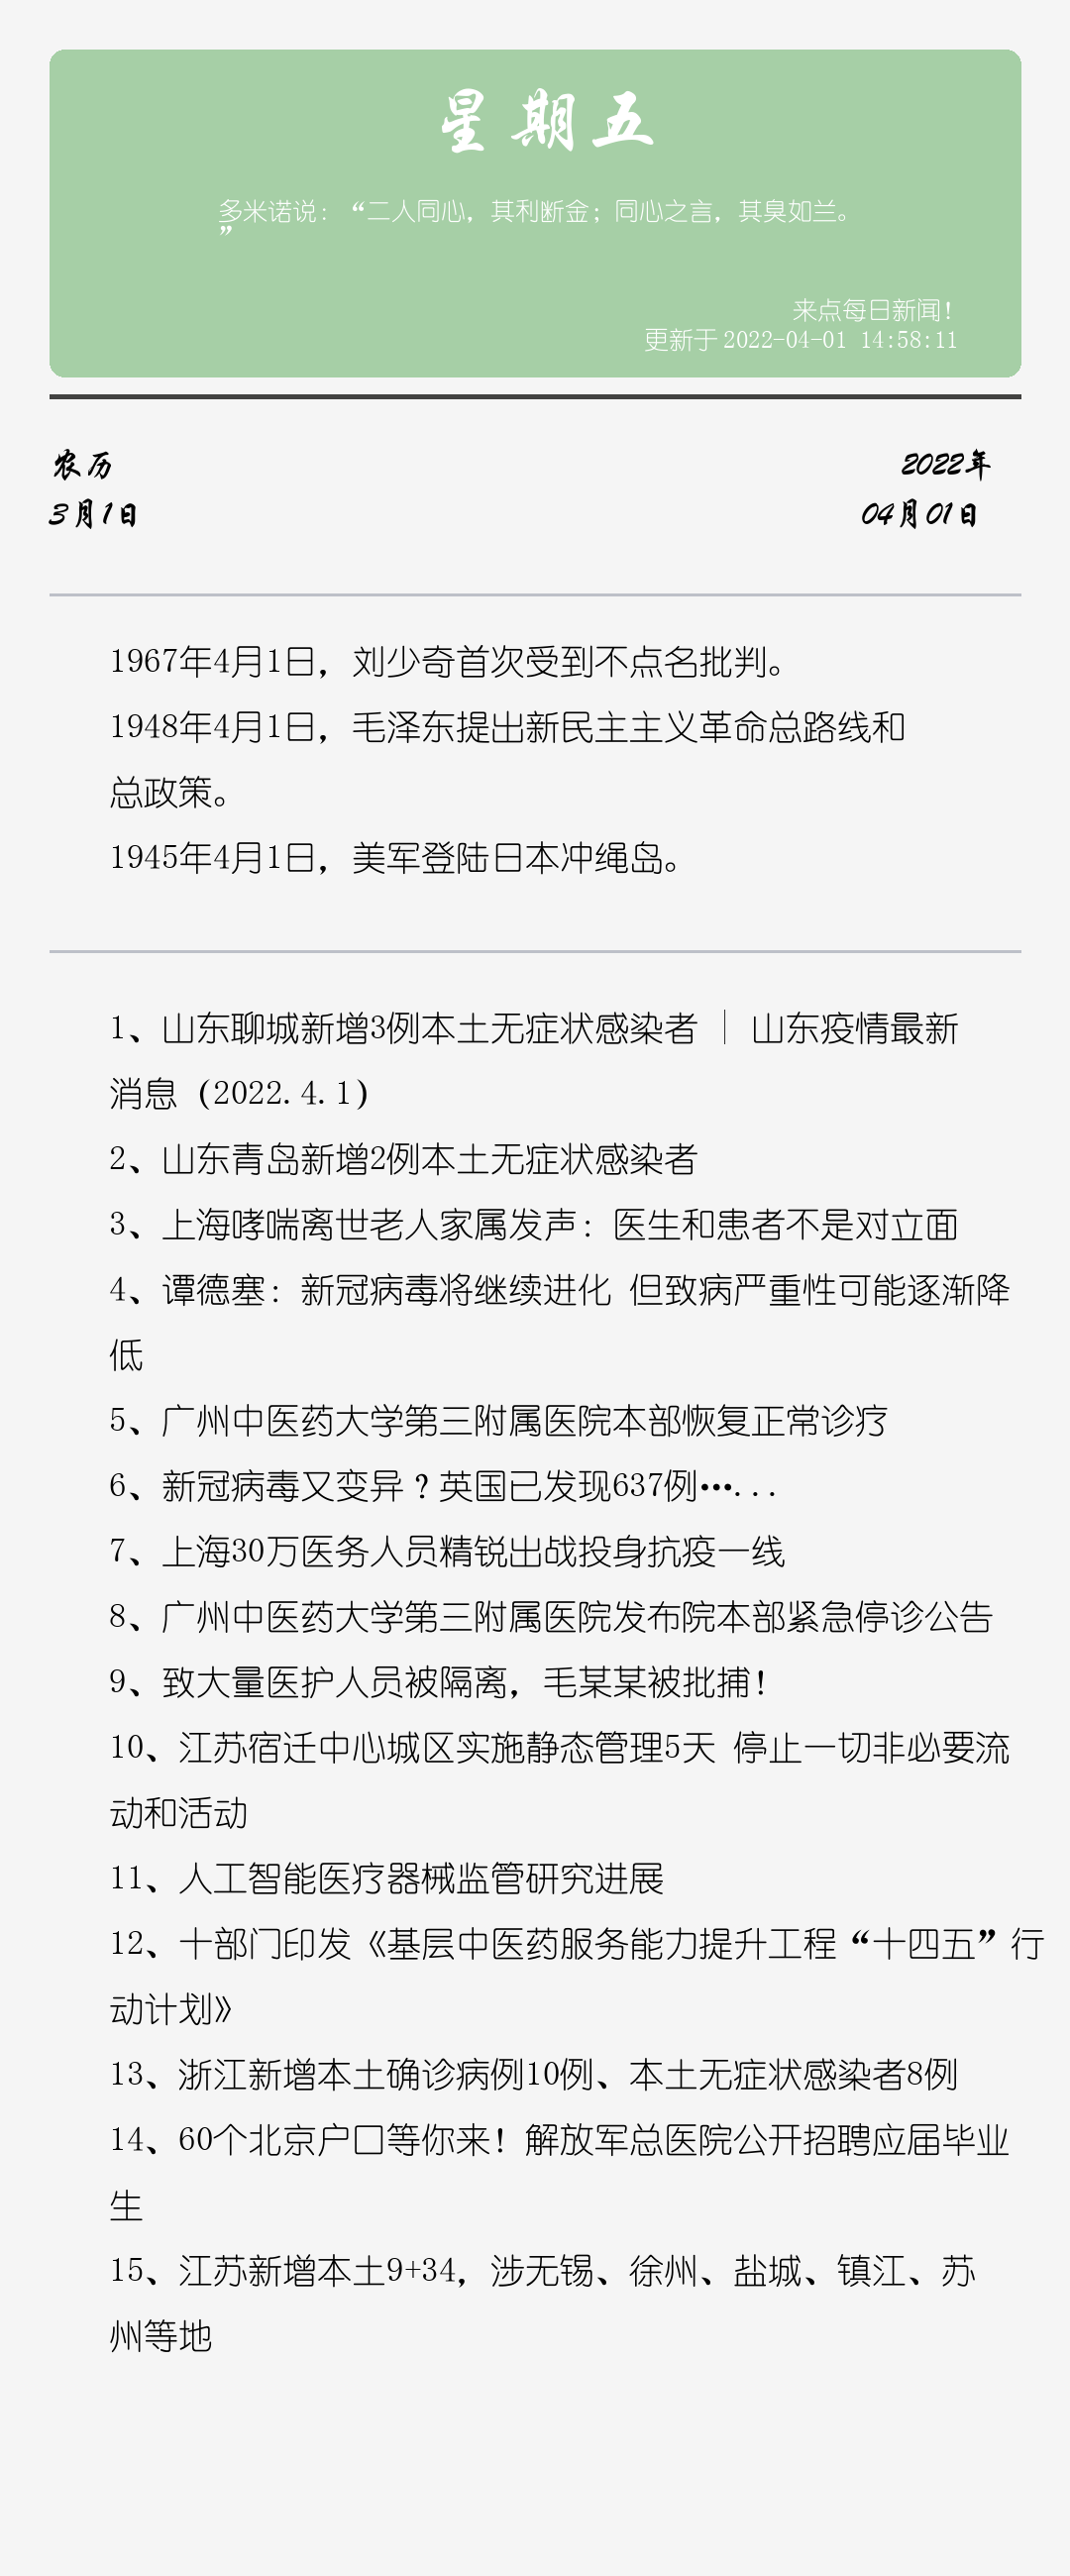 星期五
多米诺说：“二人同心，其利断金；同心之言，其臭如兰。
”
来点每日新闻！
更新于 2022-04-01 14:58:11
农历
2022年
3月1日
04月01日
1967年4月1日，刘少奇首次受到不点名批判。
1948年4月1日，毛泽东提出新民主主义革命总路线和
总政策。
1945年4月1日，美军登陆日本冲绳岛。
1、山东聊城新增3例本土无症状感染者 ｜ 山东疫情最新
消息（2022.4.1）
2、山东青岛新增2例本土无症状感染者
3、上海哮喘离世老人家属发声：医生和患者不是对立面
4、谭德塞：新冠病毒将继续进化 但致病严重性可能逐渐降
低
5、广州中医药大学第三附属医院本部恢复正常诊疗
6、新冠病毒又变异？英国已发现637例…...
7、上海30万医务人员精锐出战投身抗疫一线
8、广州中医药大学第三附属医院发布院本部紧急停诊公告
9、致大量医护人员被隔离，毛某某被批捕！
10、江苏宿迁中心城区实施静态管理5天 停止一切非必要流
动和活动
11、人工智能医疗器械监管研究进展
12、十部门印发《基层中医药服务能力提升工程“十四五”行
动计划》
13、浙江新增本土确诊病例10例、本土无症状感染者8例
14、60个北京户口等你来！解放军总医院公开招聘应届毕业
生
15、江苏新增本土9+34，涉无锡、徐州、盐城、镇江、苏
州等地